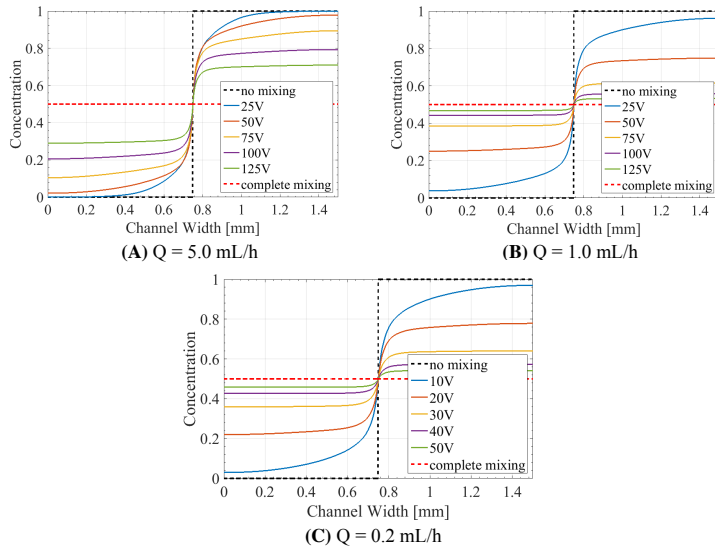 1
0.8
0.6
0.4
0.2
0
Concentration
no mixing
25V
50V
75V
100V
125V
complete mixing
0 0.2 0.4 0.6 0.8 1.0 1.2 1.4
Channel Width [mm]
(A) Q = 5.0 mL/h
1
0.8
0.6
0.4
0.2
0
Concentration
no mixing
25V
50V
75V
100V
125V
complete mixing
0 0.2 0.4 0.6 0.8 1.0 1.2 1.4
Channel Width [mm]
(B) Q = 1.0 mL/h
1
0.8
0.6
0.4
0.2
0
Concentration
no mixing
10V
20V
30V
40V
50V
complete mixing
0 0.2 0.4 0.6 0.8 1.0 1.2 1.4
Channel Width [mm]
(C) Q = 0.2 mL/h